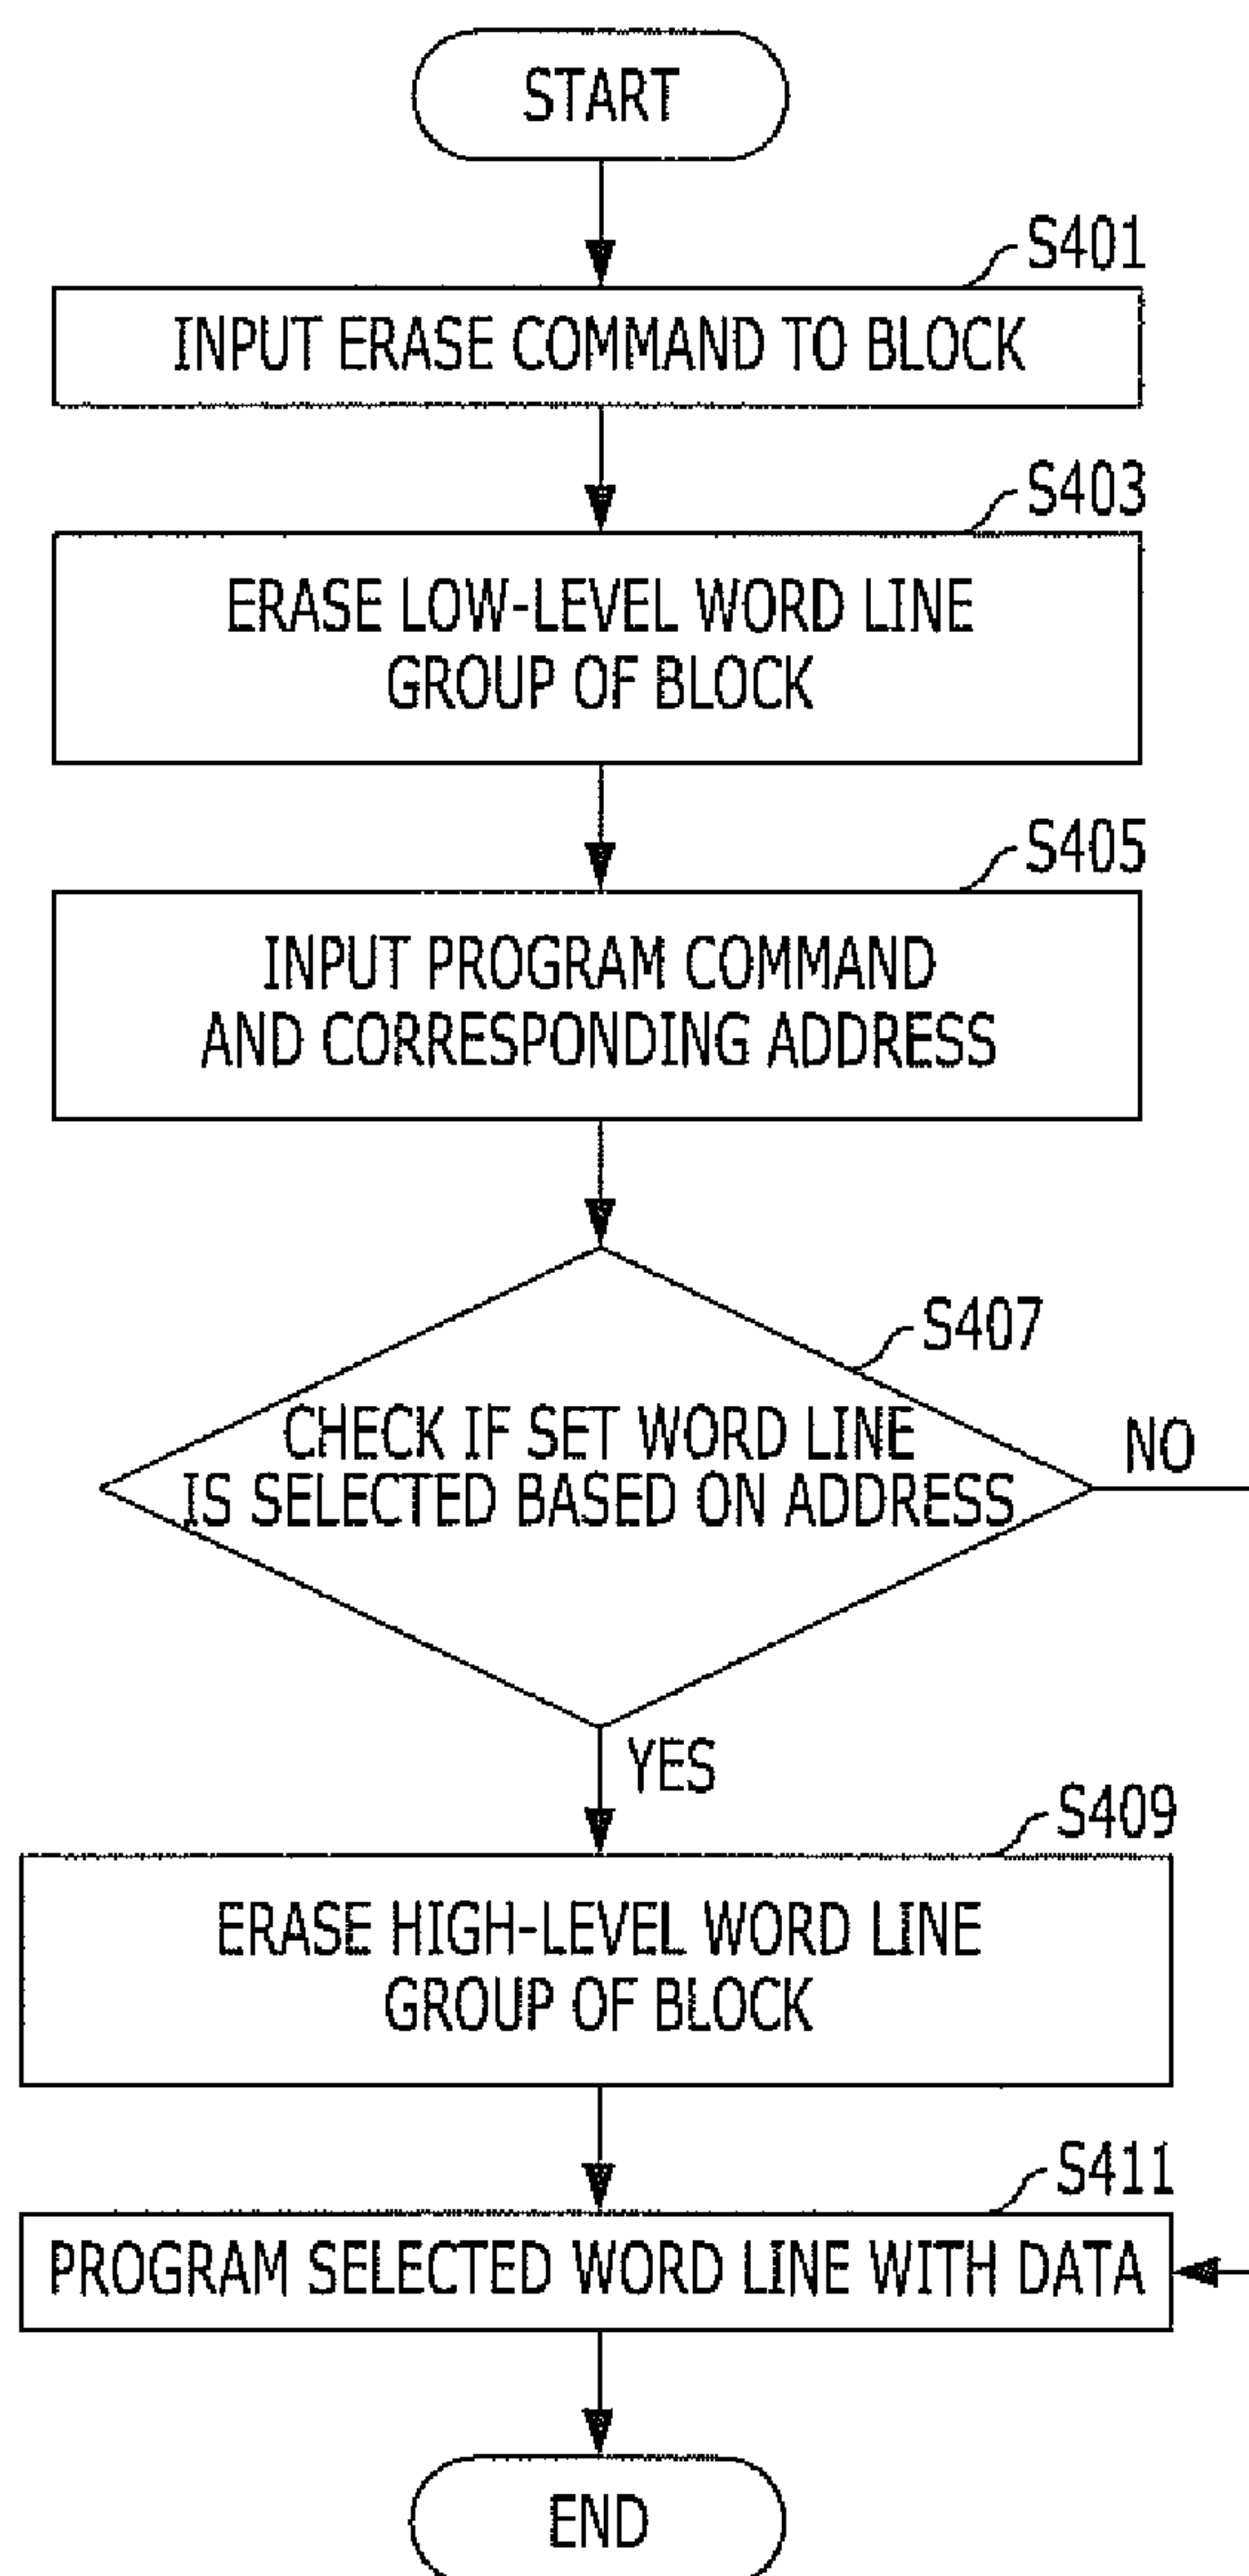 START
S401
INPUT ERASE COMMAND TO BLOCK
S403
ERASE LOW-LEVEL WORD LINE
GROUP OF BLOCK
S405
INPUT PROGRAM COMMAND
AND CORRESPONDING ADDRESS
S407
CHECK IF SET WORD LINE
IS SELECTED BASED ON ADDRESS
NO
YES
S409
ERASE HIGH-LEVEL WORD LINE
GROUP OF BLOCK
S411
PROGRAM SELECTED WORD LINE WITH DATA
END